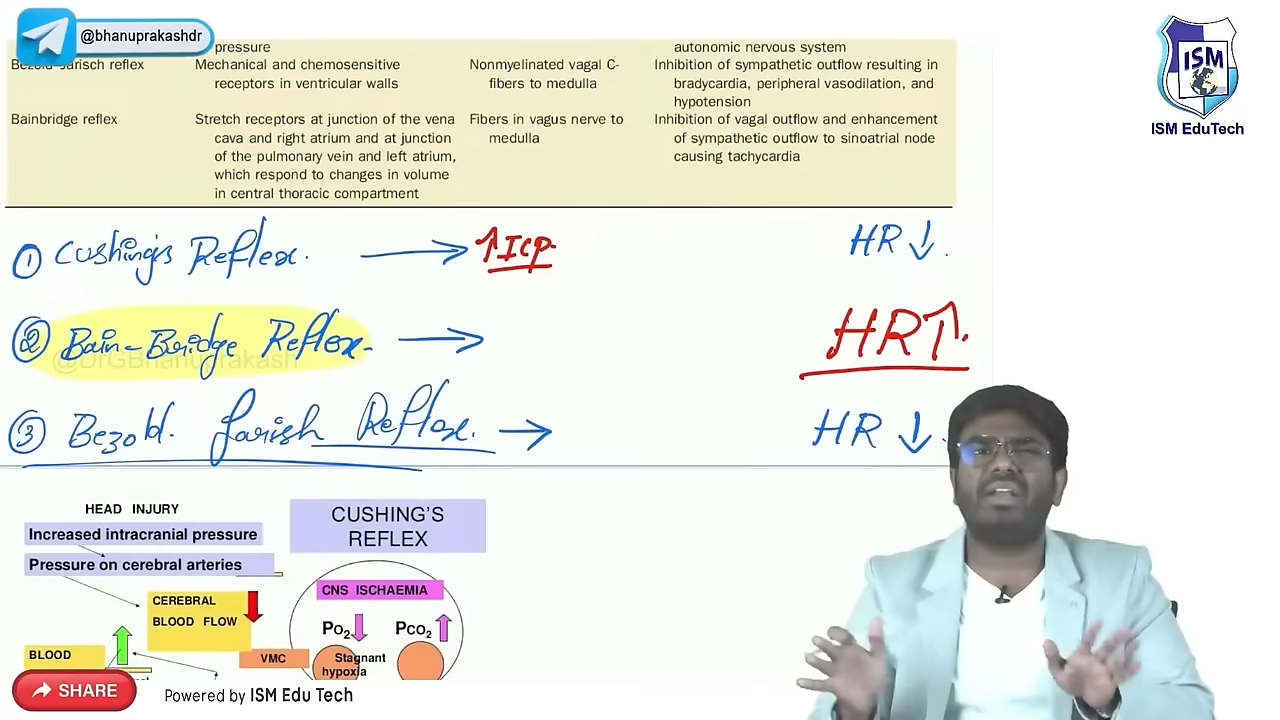 @bhanuprakashdr
ISM
ISM EduTech
pressure
autonomic nervous system
Bezold-Jarisch reflex
Mechanical and chemosensitive
receptors in ventricular walls
Nonmyelinated vagal C-
fibers to medulla
Inhibition of sympathetic outflow resulting in
bradycardia, peripheral vasodilation, and
hypotension
Bainbridge reflex
Stretch receptors at junction of the vena
cava and right atrium and at junction
of the pulmonary vein and left atrium,
which respond to changes in volume
in central thoracic compartment
Fibers in vagus nerve to
medulla
Inhibition of vagal outflow and enhancement
of sympathetic outflow to sinoatrial node
causing tachycardia
① Cushing's Reflex. → ↑ICP. HR↓.
② Bain-Bridge Reflex. → HR↑.
@DrGBhanuprakash
③ Bezold. Jarish Reflex. → HR↓.
HEAD INJURY
Increased intracranial pressure
Pressure on cerebral arteries
CEREBRAL
BLOOD FLOW
BLOOD
VMC
CUSHING'S
REFLEX
CNS ISCHAEMIA
PO2 PCO2
Stagnant
hypoxia
SHARE
Powered by ISM Edu Tech